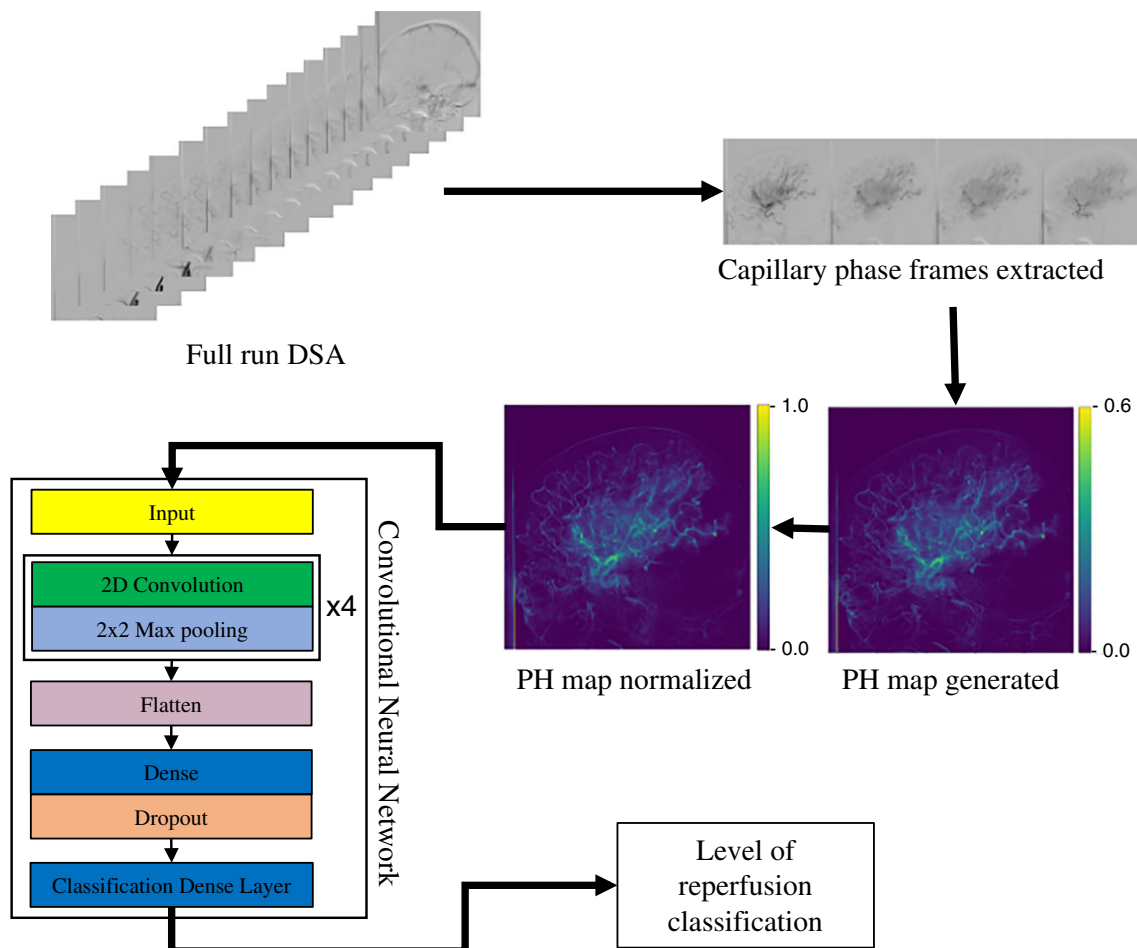 Full run DSA
Capillary phase frames extracted
- 1.0
- 0.0
PH map normalized
- 0.6
- 0.0
PH map generated
Input
2D Convolution
2x2 Max pooling
x4
Flatten
Dense
Dropout
Classification Dense Layer
Convolutional Neural Network
Level of
reperfusion
classification